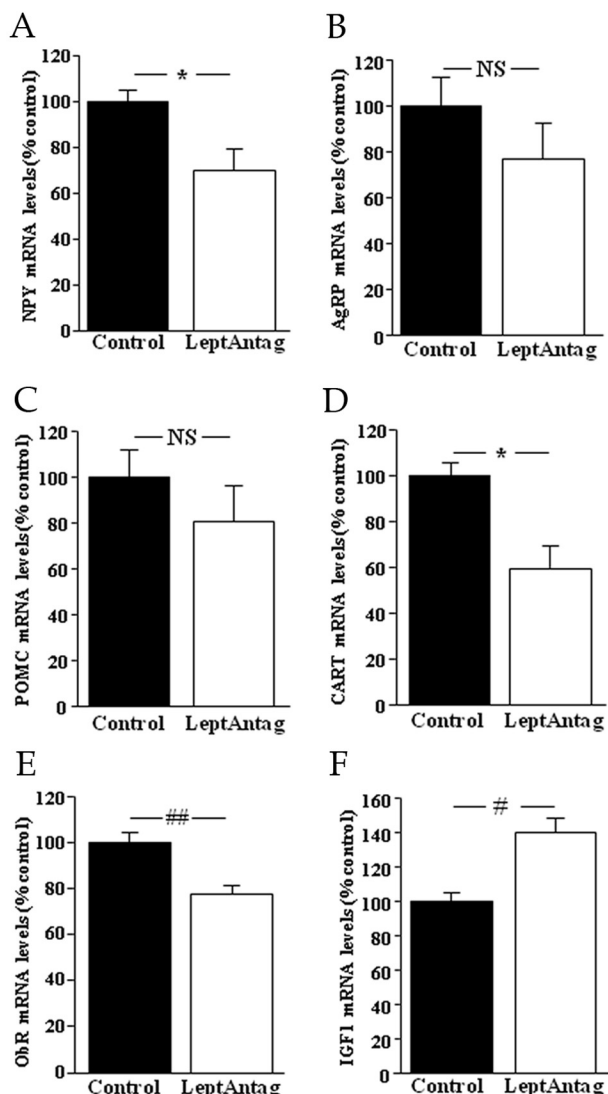 A
NPY mRNA levels (% control)
120
100
80
60
40
20
0
*
Control LeptAntag
B
AgRP mRNA levels (% control)
120
100
80
60
40
20
0
NS
Control LeptAntag
C
POMC mRNA levels (% control)
120
100
80
60
40
20
0
NS
Control LeptAntag
D
CART mRNA levels (% control)
120
100
80
60
40
20
0
*
Control LeptAntag
E
ObR mRNA levels (% control)
120
100
80
60
40
20
0
##
Control LeptAntag
F
IGF1 mRNA levels (% control)
160
140
120
100
80
60
40
20
0
#
Control LeptAntag